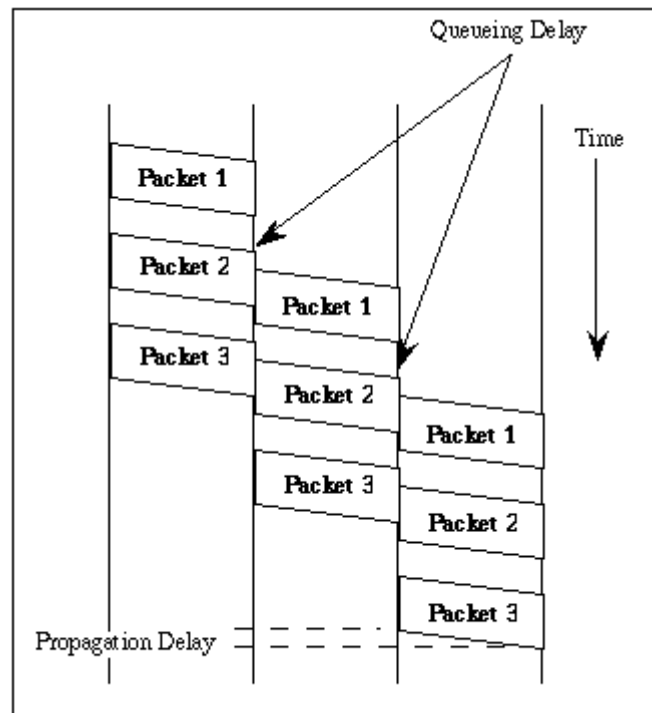 Queueing Delay
Time
Packet 1
Packet 2
Packet 1
Packet 3
Packet 2
Packet 1
Packet 3
Packet 2
Packet 3
Propagation Delay